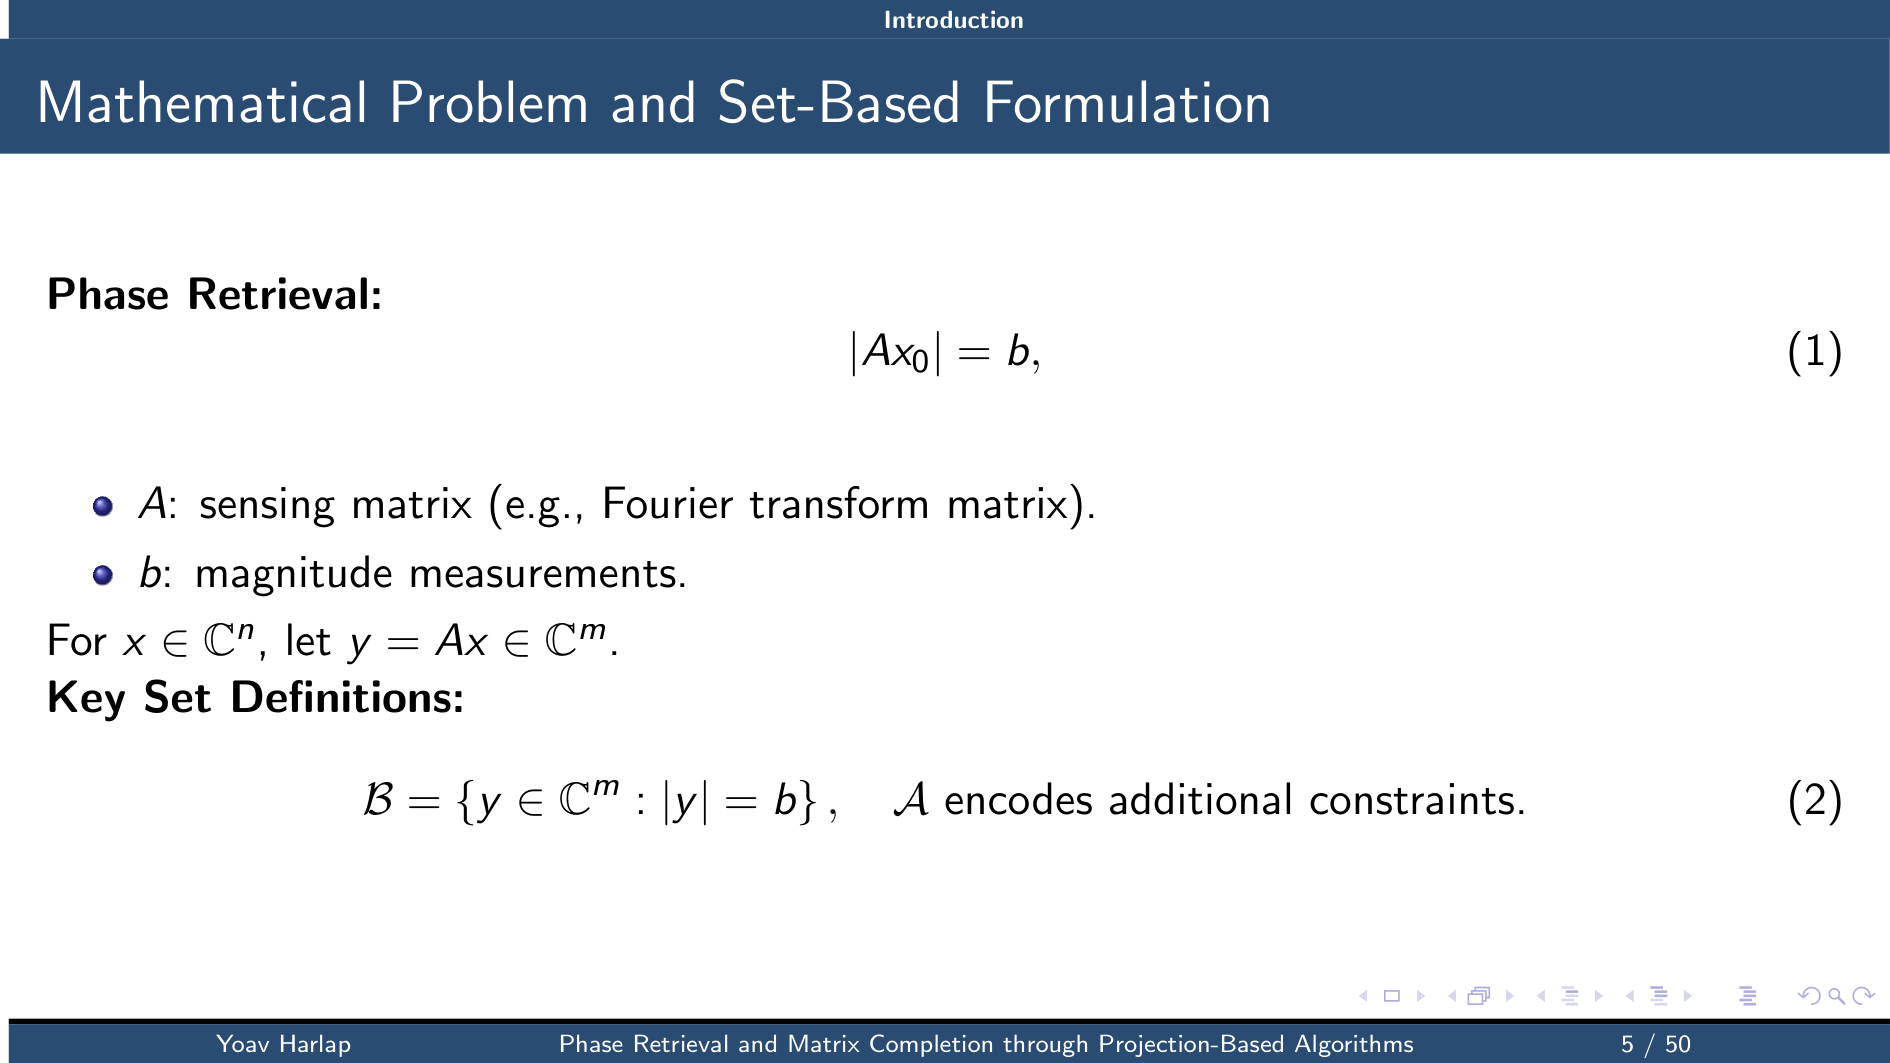 Introduction
Mathematical Problem and Set-Based Formulation
Phase Retrieval:
|Ax₀| = b, (1)
A: sensing matrix (e.g., Fourier transform matrix).
b: magnitude measurements.
For x ∈ ℂⁿ, let y = Ax ∈ ℂᵐ.
Key Set Definitions:
ℬ = {y ∈ ℂᵐ : |y| = b}, 𝒜 encodes additional constraints. (2)
Yoav Harlap Phase Retrieval and Matrix Completion through Projection-Based Algorithms 5 / 50